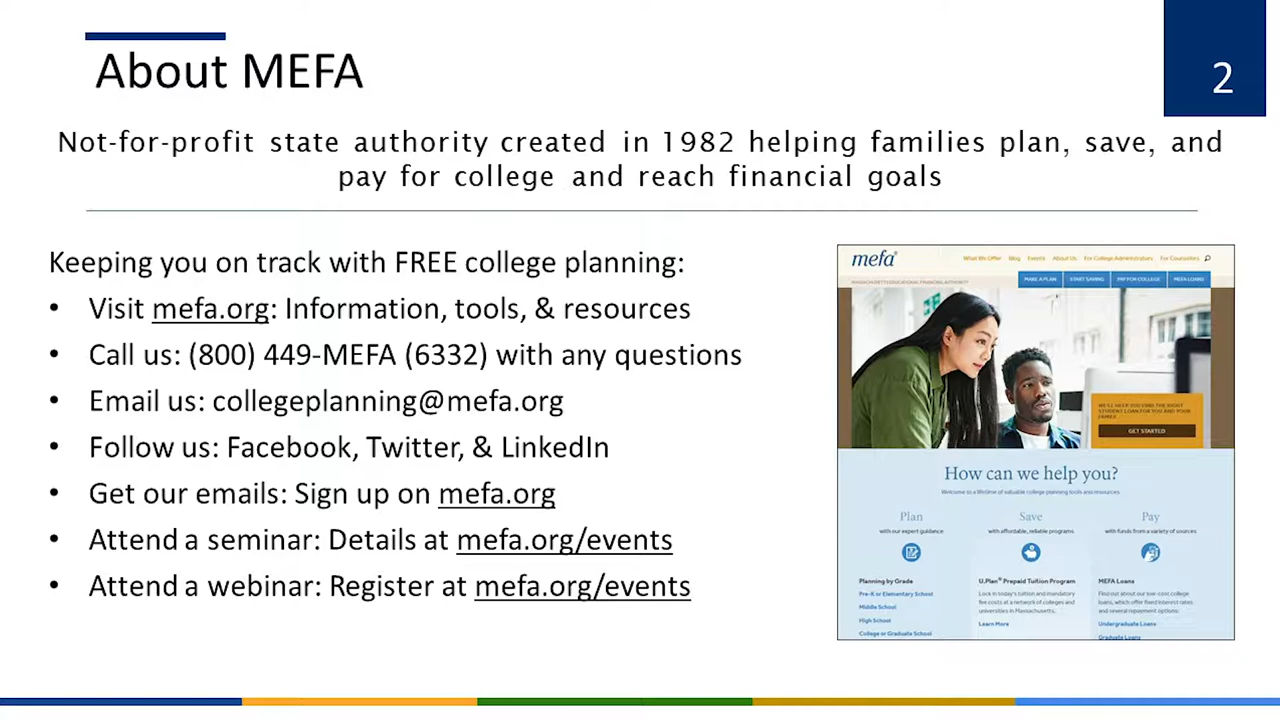 About MEFA
2
Not-for-profit state authority created in 1982 helping families plan, save, and
pay for college and reach financial goals
Keeping you on track with FREE college planning:
• Visit mefa.org: Information, tools, & resources
• Call us: (800) 449-MEFA (6332) with any questions
• Email us: collegeplanning@mefa.org
• Follow us: Facebook, Twitter, & LinkedIn
• Get our emails: Sign up on mefa.org
• Attend a seminar: Details at mefa.org/events
• Attend a webinar: Register at mefa.org/events
mefa®
What We Offer Blog Events About Us For College Administrators For Counselors
MASSACHUSETTS EDUCATIONAL FINANCING AUTHORITY
MAKE A PLAN START SAVING PAY FOR COLLEGE MEFA LOANS
WE'LL HELP YOU FIND THE RIGHT
STUDENT LOAN FOR YOU AND YOUR
FAMILY
GET STARTED
How can we help you?
Welcome to a lifetime of valuable college planning tools and resources
Plan
with our expert guidance
Planning by Grade
Pre-K or Elementary School
Middle School
High School
College or Graduate School
Save
with affordable, reliable programs
U.Plan® Prepaid Tuition Program
Lock in today's tuition and mandatory
fee costs at a network of colleges and
universities in Massachusetts.
Learn More
Pay
with funds from a variety of sources
MEFA Loans
Find out about our low-cost college
loans, which offer fixed interest rates
and several repayment options:
Undergraduate Loans
Graduate Loans